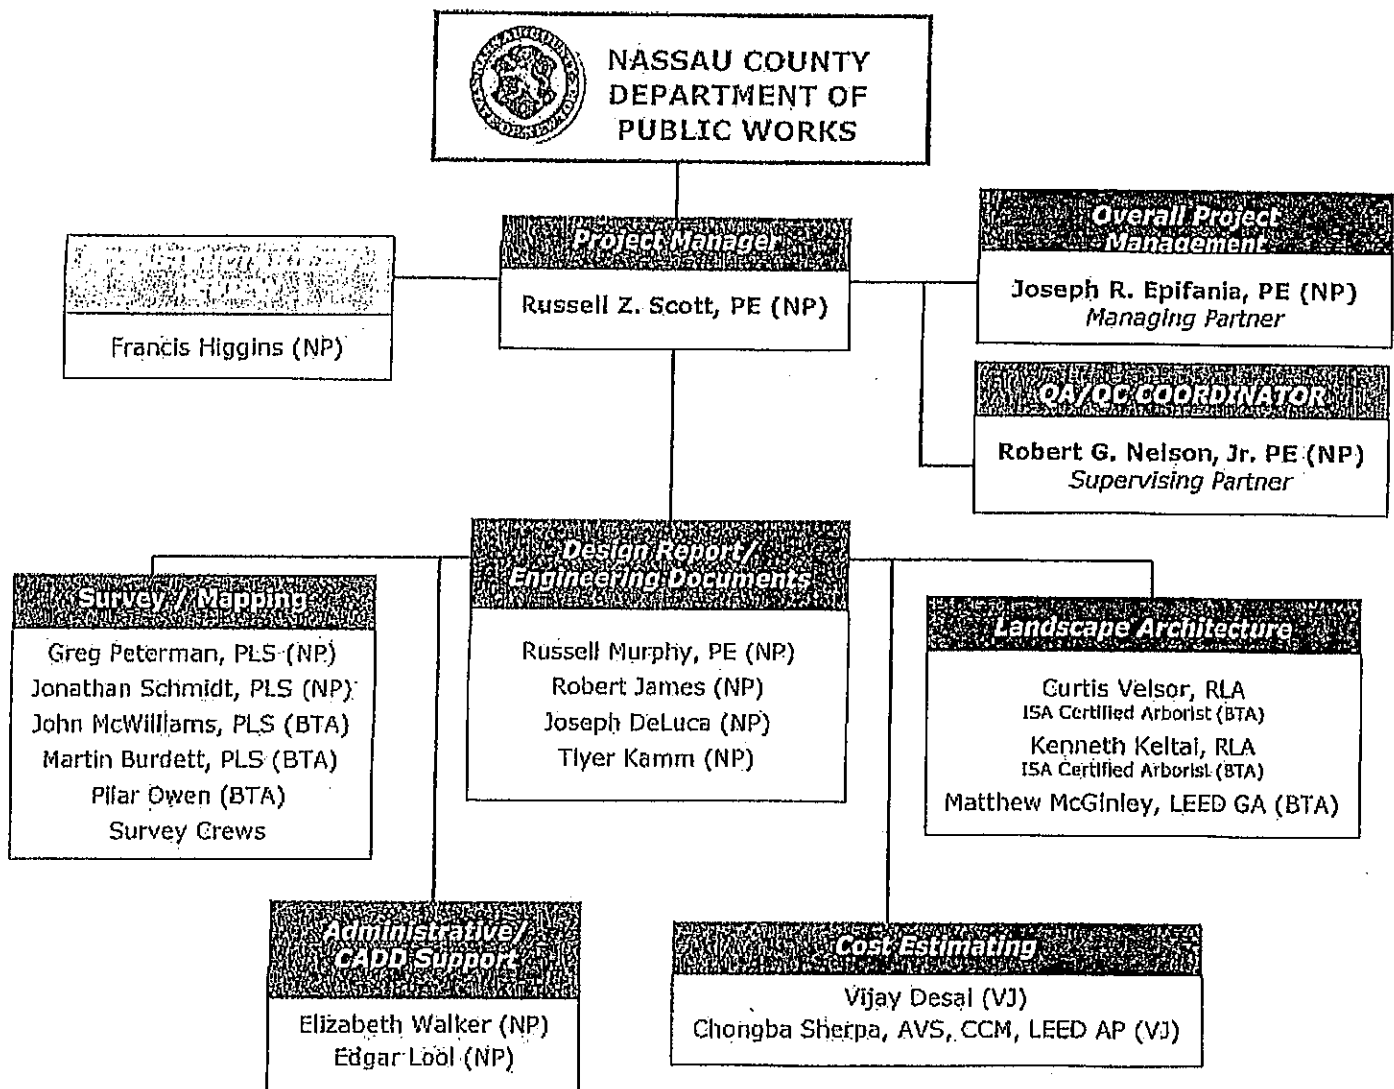 NASSAU COUNTY
DEPARTMENT OF
PUBLIC WORKS
Project Manager
Russell Z. Scott, PE (NP)
Overall Project
Management
Joseph R. Epifania, PE (NP)
Managing Partner
Francis Higgins (NP)
QA/QC COORDINATOR
Robert G. Nelson, Jr. PE (NP)
Supervising Partner
Design Report/
Engineering Documents
Russell Murphy, PE (NP)
Robert James (NP)
Joseph DeLuca (NP)
Tlyer Kamm (NP)
Survey / Mapping
Greg Peterman, PLS (NP)
Jonathan Schmidt, PLS (NP)
John McWilliams, PLS (BTA)
Martin Burdett, PLS (BTA)
Pilar Owen (BTA)
Survey Crews
Landscape Architecture
Curtis Velsor, RLA
ISA Certified Arborist (BTA)
Kenneth Keltai, RLA
ISA Certified Arborist (BTA)
Matthew McGinley, LEED GA (BTA)
Administrative/
CADD Support
Elizabeth Walker (NP)
Edgar Lool (NP)
Cost Estimating
Vijay Desai (VJ)
Chongba Sherpa, AVS, CCM, LEED AP (VJ)